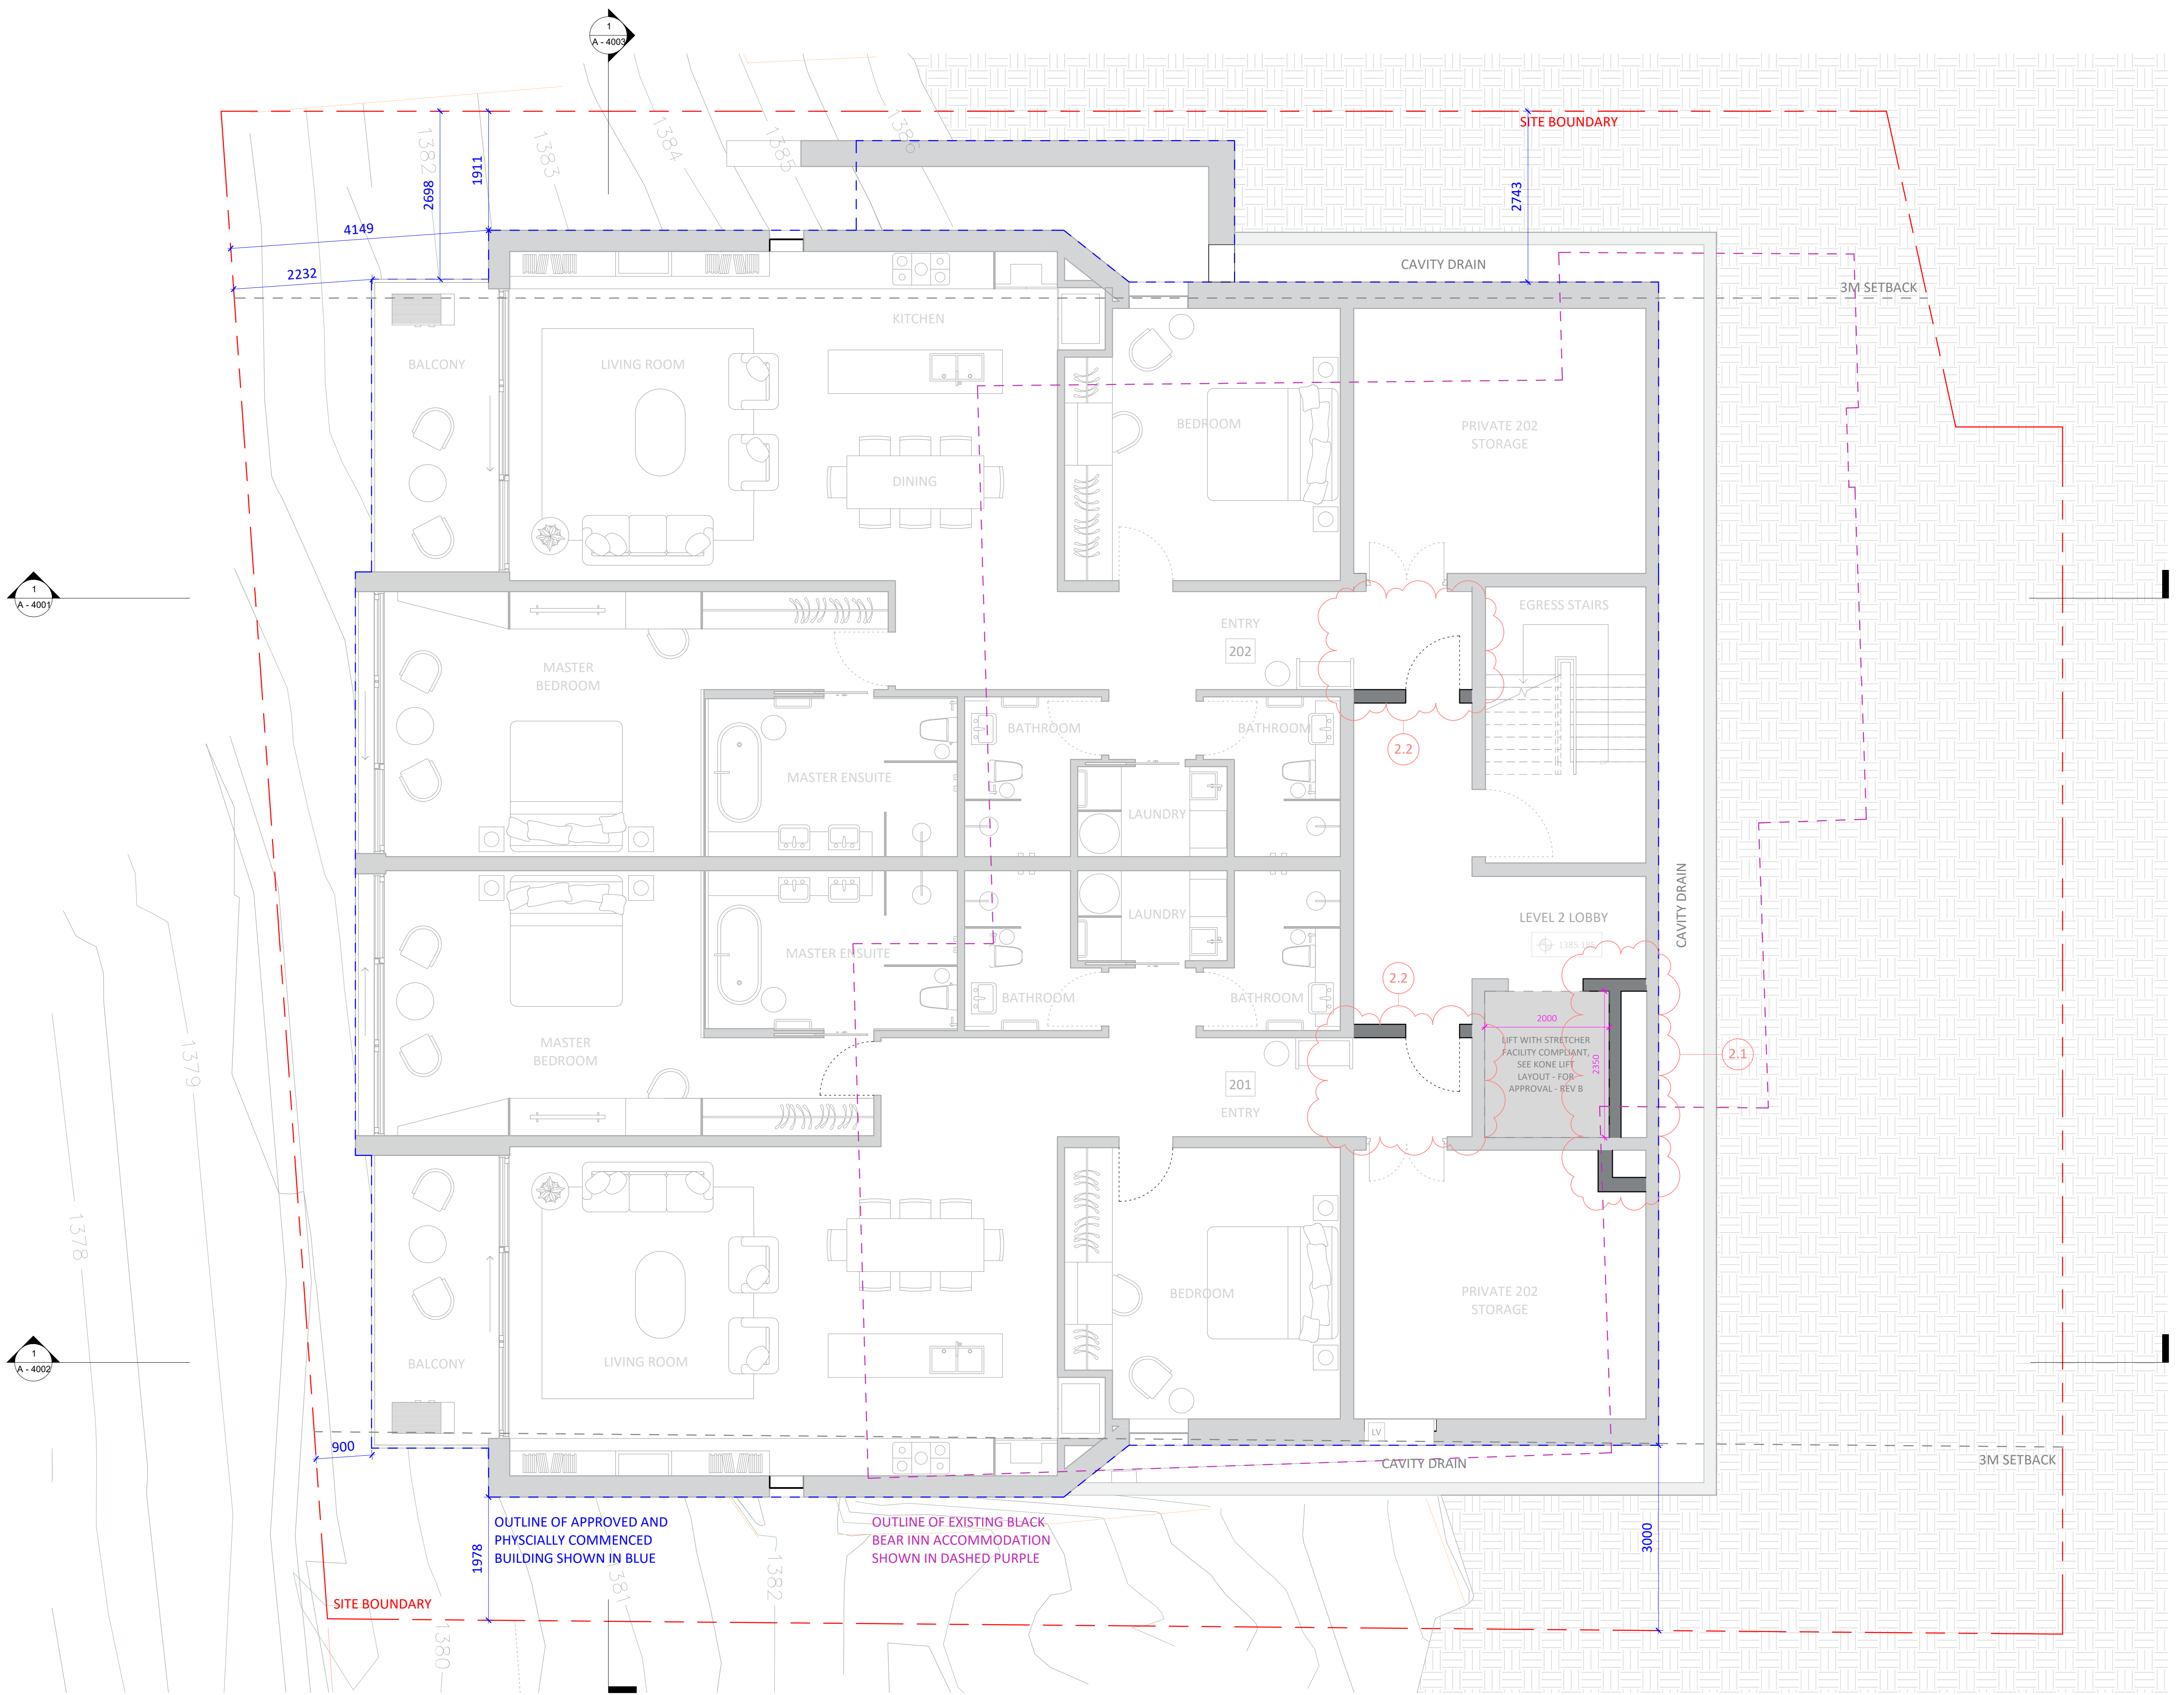 1
A - 4003
SITE BOUNDARY
1382
1383
1384
1385
1386
2698
1911
2743
4149
2232
CAVITY DRAIN
3M SETBACK
KITCHEN
BALCONY
LIVING ROOM
BEDROOM
PRIVATE 202
STORAGE
DINING
1
A - 4001
EGRESS STAIRS
ENTRY
202
MASTER
BEDROOM
BATHROOM
BATHROOM
2.2
MASTER ENSUITE
LAUNDRY
CAVITY DRAIN
LEVEL 2 LOBBY
1385.185
LAUNDRY
MASTER ENSUITE
2.2
BATHROOM
BATHROOM
2000
LIFT WITH STRETCHER
FACILITY COMPLIANT,
SEE KONE LIFT
LAYOUT - FOR
APPROVAL - REV B
2350
2.1
MASTER
BEDROOM
201
ENTRY
1379
1378
BEDROOM
PRIVATE 202
STORAGE
1
A - 4002
BALCONY
LIVING ROOM
LV
900
CAVITY DRAIN
3M SETBACK
OUTLINE OF APPROVED AND
PHYSCIALLY COMMENCED
BUILDING SHOWN IN BLUE
OUTLINE OF EXISTING BLACK
BEAR INN ACCOMMODATION
SHOWN IN DASHED PURPLE
1978
3000
1381
1382
SITE BOUNDARY
1380